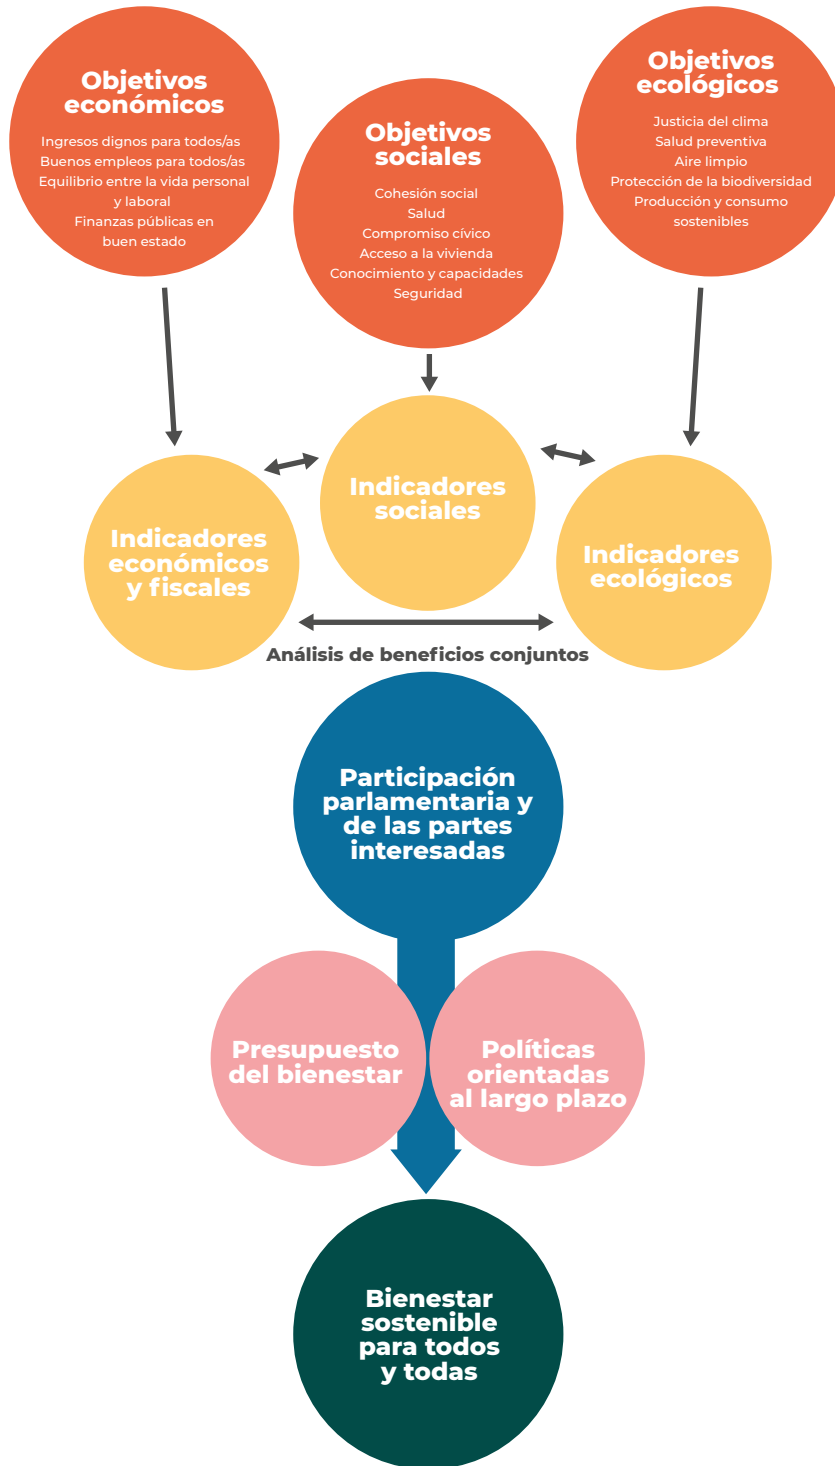 Objetivos
económicos
Ingresos dignos para todos/as
Buenos empleos para todos/as
Equilibrio entre la vida personal
y laboral
Finanzas públicas en
buen estado
Objetivos
sociales
Cohesión social
Salud
Compromiso cívico
Acceso a la vivienda
Conocimiento y capacidades
Seguridad
Objetivos
ecológicos
Justicia del clima
Salud preventiva
Aire limpio
Protección de la biodiversidad
Producción y consumo
sostenibles
Indicadores
económicos
y fiscales
Indicadores
sociales
Indicadores
ecológicos
Análisis de beneficios conjuntos
Participación
parlamentaria y
de las partes
interesadas
Presupuesto
del bienestar
Políticas
orientadas
al largo plazo
Bienestar
sostenible
para todos
y todas